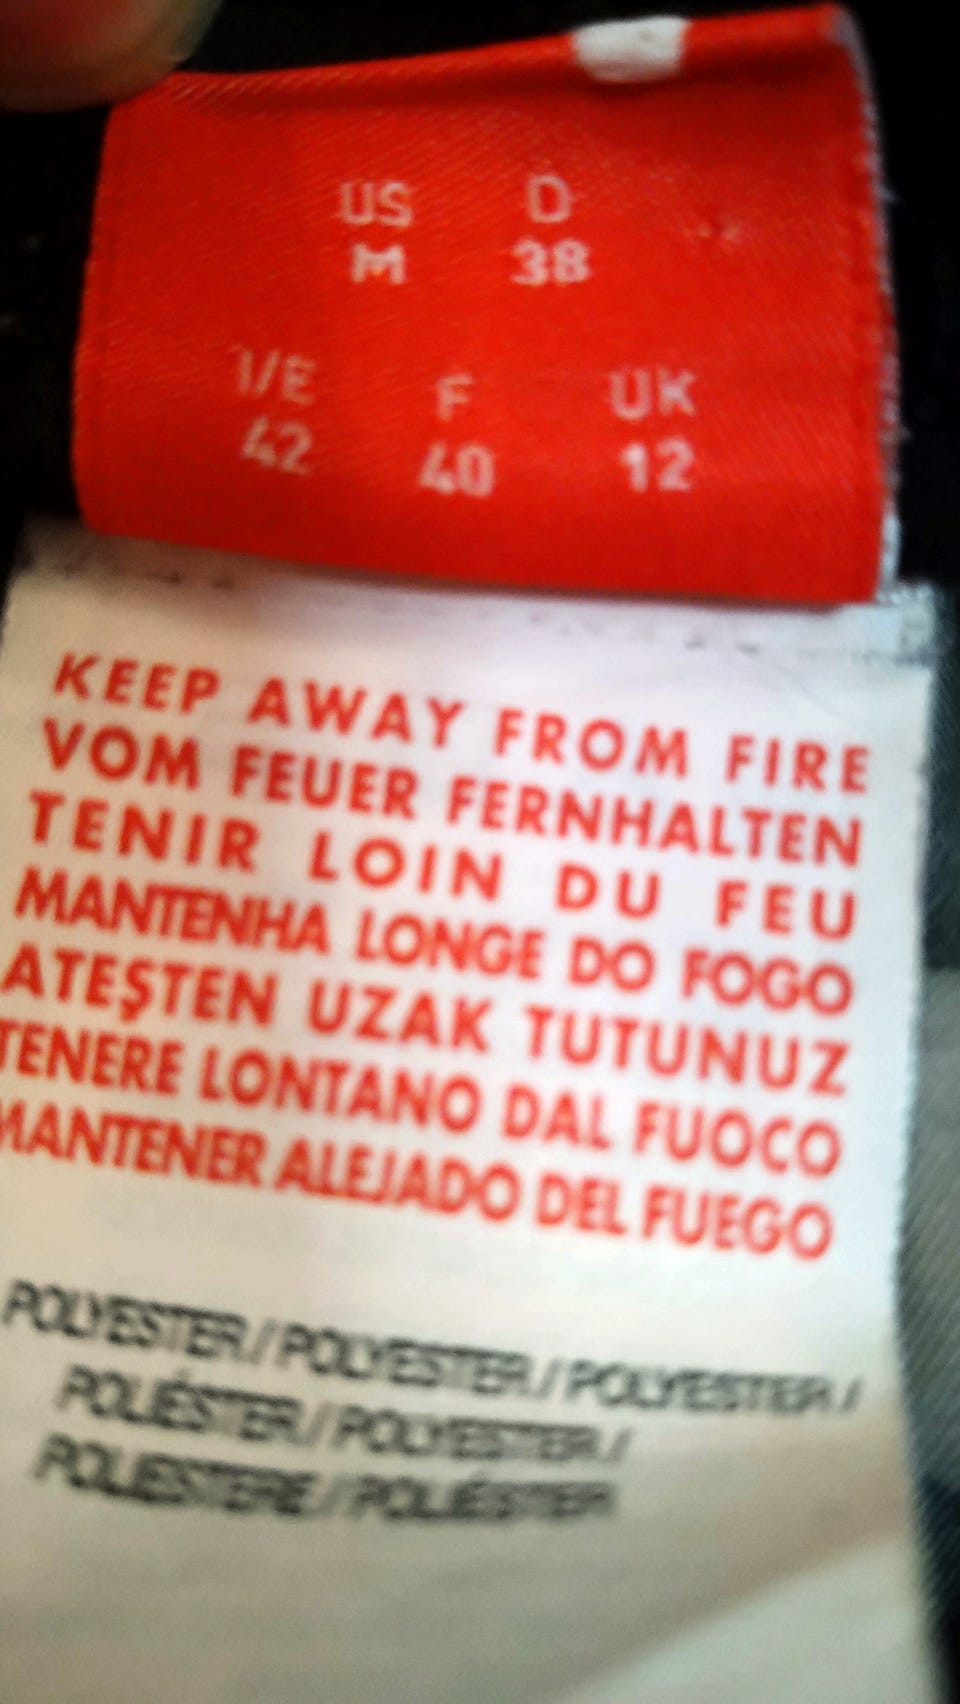 US D
M 38
I/E F UK
42 40 12
KEEP AWAY FROM FIRE
VOM FEUER FERNHALTEN
TENIR LOIN DU FEU
MANTENHA LONGE DO FOGO
ATEŞTEN UZAK TUTUNUZ
TENERE LONTANO DAL FUOCO
MANTENER ALEJADO DEL FUEGO
POLYESTER / POLYESTER / POLYESTER /
POLIÉSTER / POLYESTER /
POLIESTERE / POLIÉSTER